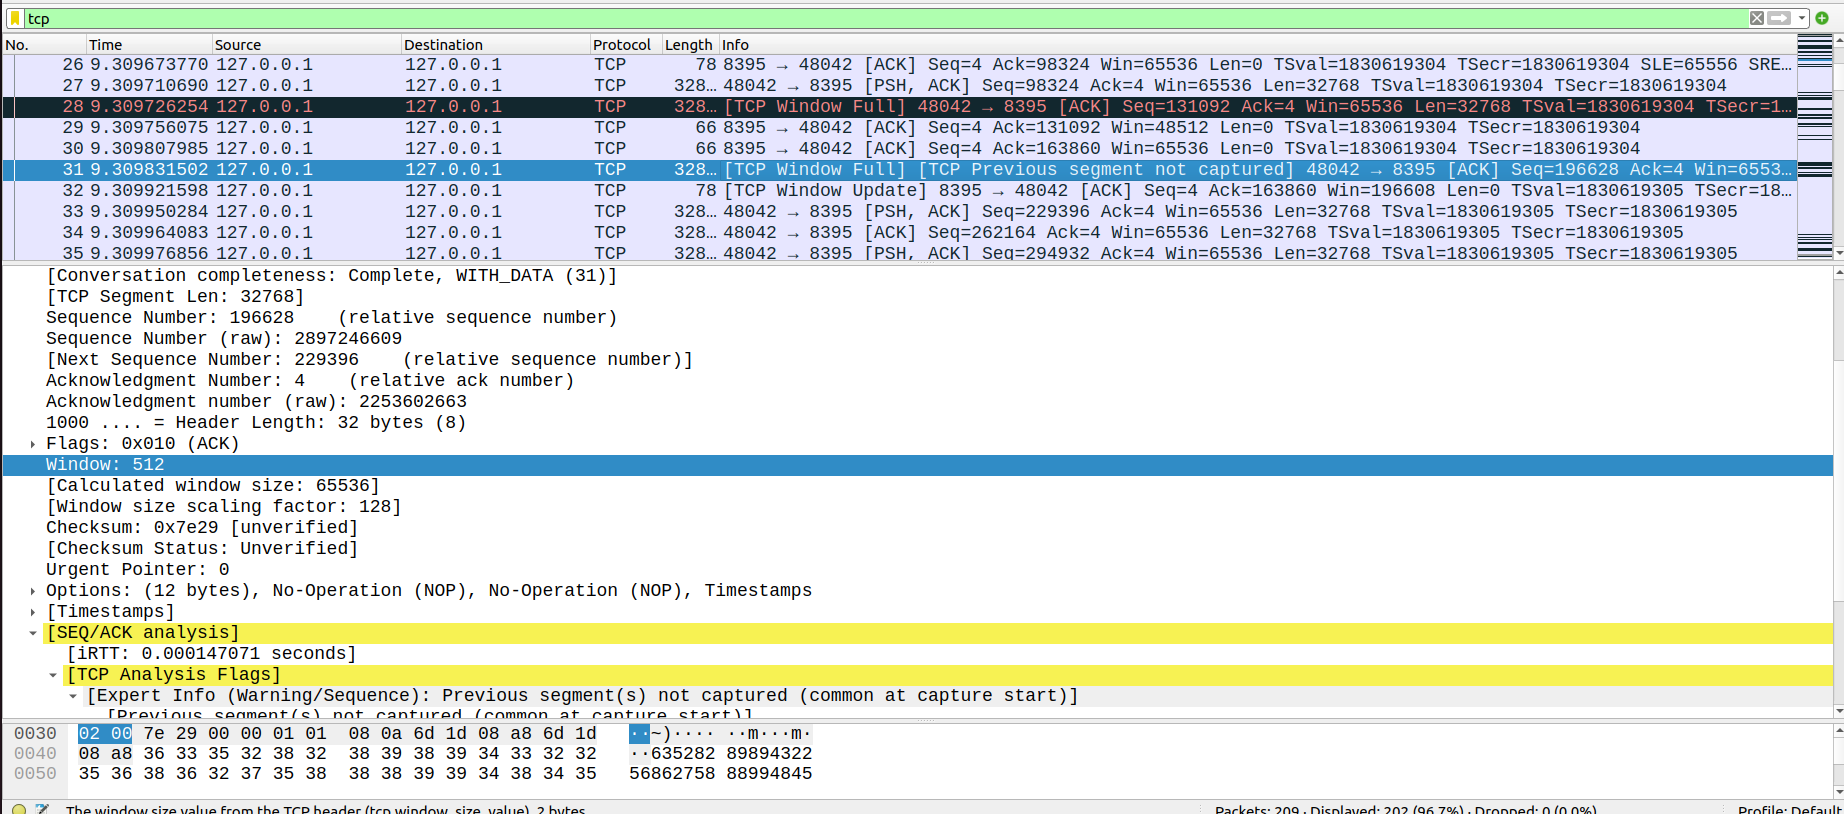 tcp
No. Time Source Destination Protocol Length Info
26 9.309673770 127.0.0.1 127.0.0.1 TCP 78 8395 → 48042 [ACK] Seq=4 Ack=98324 Win=65536 Len=0 TSval=1830619304 TSecr=1830619304 SLE=65556 SRE…
27 9.309710690 127.0.0.1 127.0.0.1 TCP 328… 48042 → 8395 [PSH, ACK] Seq=98324 Ack=4 Win=65536 Len=32768 TSval=1830619304 TSecr=1830619304
28 9.309726254 127.0.0.1 127.0.0.1 TCP 328… [TCP Window Full] 48042 → 8395 [ACK] Seq=131092 Ack=4 Win=65536 Len=32768 TSval=1830619304 TSecr=1…
29 9.309756075 127.0.0.1 127.0.0.1 TCP 66 8395 → 48042 [ACK] Seq=4 Ack=131092 Win=48512 Len=0 TSval=1830619304 TSecr=1830619304
30 9.309807985 127.0.0.1 127.0.0.1 TCP 66 8395 → 48042 [ACK] Seq=4 Ack=163860 Win=65536 Len=0 TSval=1830619304 TSecr=1830619304
31 9.309831502 127.0.0.1 127.0.0.1 TCP 328… [TCP Window Full] [TCP Previous segment not captured] 48042 → 8395 [ACK] Seq=196628 Ack=4 Win=6553…
32 9.309921598 127.0.0.1 127.0.0.1 TCP 78 [TCP Window Update] 8395 → 48042 [ACK] Seq=4 Ack=163860 Win=196608 Len=0 TSval=1830619305 TSecr=18…
33 9.309950284 127.0.0.1 127.0.0.1 TCP 328… 48042 → 8395 [PSH, ACK] Seq=229396 Ack=4 Win=65536 Len=32768 TSval=1830619305 TSecr=1830619305
34 9.309964083 127.0.0.1 127.0.0.1 TCP 328… 48042 → 8395 [ACK] Seq=262164 Ack=4 Win=65536 Len=32768 TSval=1830619305 TSecr=1830619305
35 9.309976856 127.0.0.1 127.0.0.1 TCP 328… 48042 → 8395 [PSH, ACK] Seq=294932 Ack=4 Win=65536 Len=32768 TSval=1830619305 TSecr=1830619305
[Conversation completeness: Complete, WITH_DATA (31)]
[TCP Segment Len: 32768]
Sequence Number: 196628 (relative sequence number)
Sequence Number (raw): 2897246609
[Next Sequence Number: 229396 (relative sequence number)]
Acknowledgment Number: 4 (relative ack number)
Acknowledgment number (raw): 2253602663
1000 .... = Header Length: 32 bytes (8)
Flags: 0x010 (ACK)
Window: 512
[Calculated window size: 65536]
[Window size scaling factor: 128]
Checksum: 0x7e29 [unverified]
[Checksum Status: Unverified]
Urgent Pointer: 0
Options: (12 bytes), No-Operation (NOP), No-Operation (NOP), Timestamps
[Timestamps]
[SEQ/ACK analysis]
[iRTT: 0.000147071 seconds]
[TCP Analysis Flags]
[Expert Info (Warning/Sequence): Previous segment(s) not captured (common at capture start)]
[Previous segment(s) not captured (common at capture start)]
0030 02 00 7e 29 00 00 01 01 08 0a 6d 1d 08 a8 6d 1d ··~)···· ··m···m·
0040 08 a8 36 33 35 32 38 32 38 39 38 39 34 33 32 32 ··635282 89894322
0050 35 36 38 36 32 37 35 38 38 38 39 39 34 38 34 35 56862758 88994845
The window size value from the TCP header (tcp.window_size_value), 2 bytes Packets: 209 · Displayed: 202 (96.7%) · Dropped: 0 (0.0%) Profile: Default